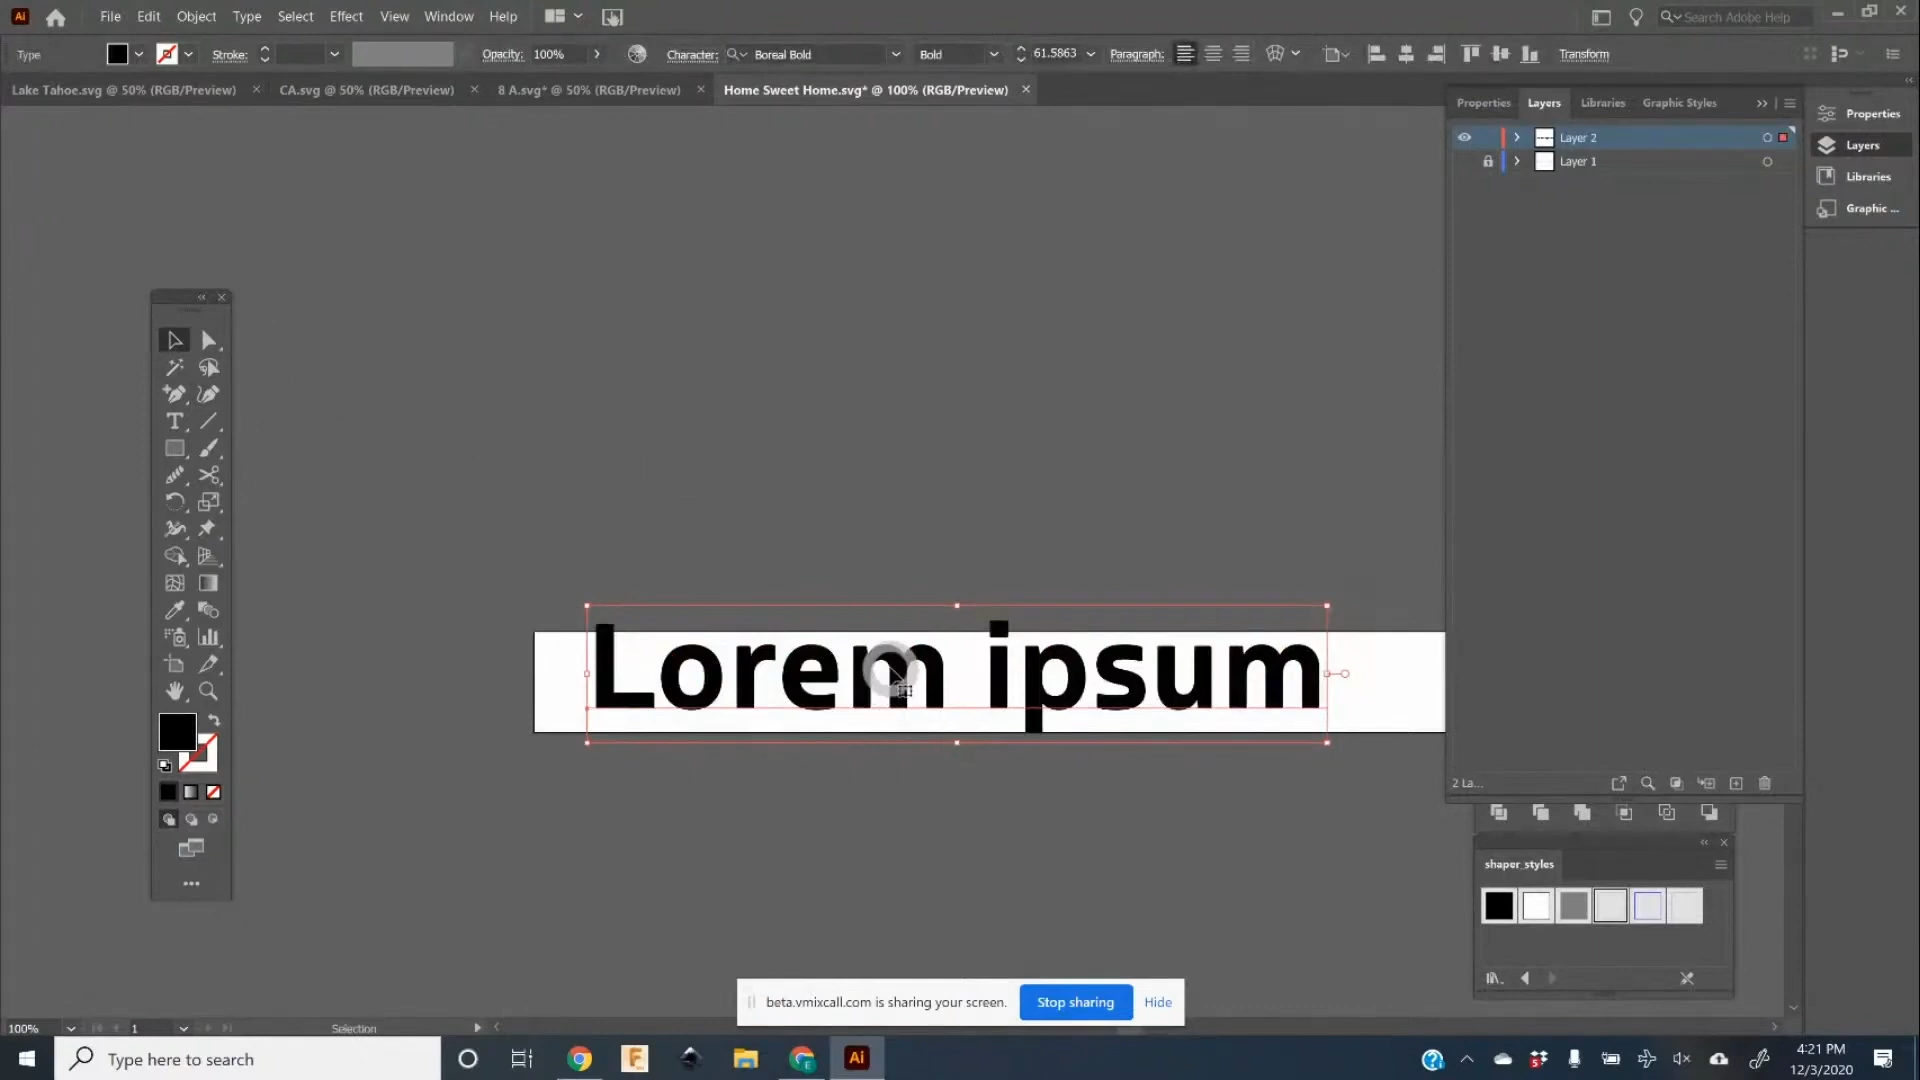 Ai File Edit Object Type Select Effect View Window Help Search Adobe Help
Type Stroke: Opacity: 100% Character: Boreal Bold Bold 61.5863 Paragraph: Transform
Lake Tahoe.svg @ 50% (RGB/Preview) CA.svg @ 50% (RGB/Preview) 8 A.svg* @ 50% (RGB/Preview) Home Sweet Home.svg* @ 100% (RGB/Preview)
Properties Layers Libraries Graphic Styles
Layer 2
Layer 1
Properties
Layers
Libraries
Graphic ...
Lorem ipsum
2 La...
shaper_styles
beta.vmixcall.com is sharing your screen. Stop sharing Hide
100% 1 Selection
Type here to search
Ai
4:21 PM
12/3/2020